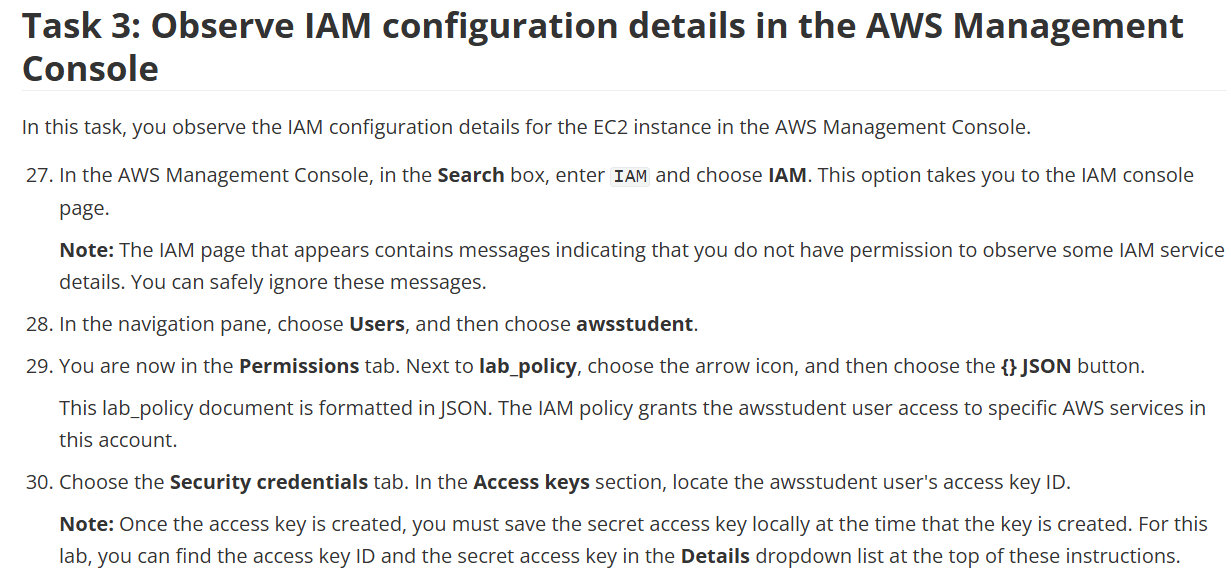 Task 3: Observe IAM configuration details in the AWS Management
Console
In this task, you observe the IAM configuration details for the EC2 instance in the AWS Management Console.
27. In the AWS Management Console, in the Search box, enter IAM and choose IAM. This option takes you to the IAM console
page.
Note: The IAM page that appears contains messages indicating that you do not have permission to observe some IAM service
details. You can safely ignore these messages.
28. In the navigation pane, choose Users, and then choose awsstudent.
29. You are now in the Permissions tab. Next to lab_policy, choose the arrow icon, and then choose the {} JSON button.
This lab_policy document is formatted in JSON. The IAM policy grants the awsstudent user access to specific AWS services in
this account.
30. Choose the Security credentials tab. In the Access keys section, locate the awsstudent user's access key ID.
Note: Once the access key is created, you must save the secret access key locally at the time that the key is created. For this
lab, you can find the access key ID and the secret access key in the Details dropdown list at the top of these instructions.